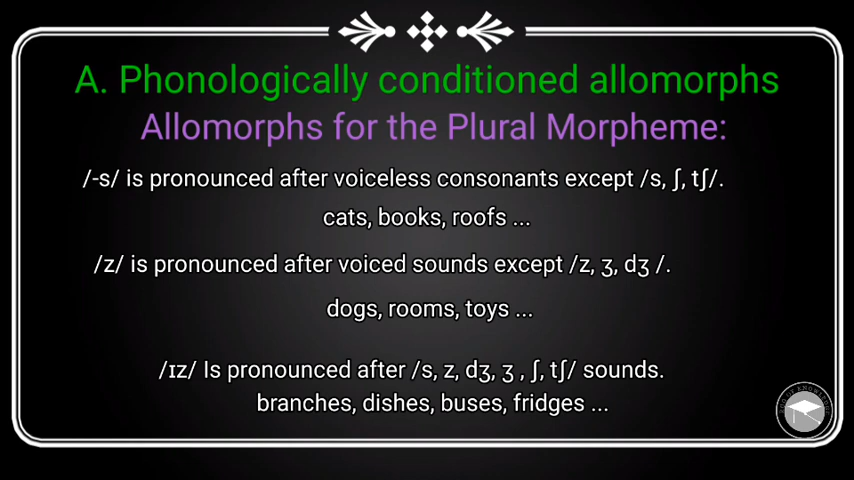 A. Phonologically conditioned allomorphs
Allomorphs for the Plural Morpheme:
/-s/ is pronounced after voiceless consonants except /s, ʃ, tʃ/.
cats, books, roofs ...
/z/ is pronounced after voiced sounds except /z, ʒ, dʒ /.
dogs, rooms, toys ...
/ɪz/ Is pronounced after /s, z, dʒ, ʒ , ʃ, tʃ/ sounds.
branches, dishes, buses, fridges ...